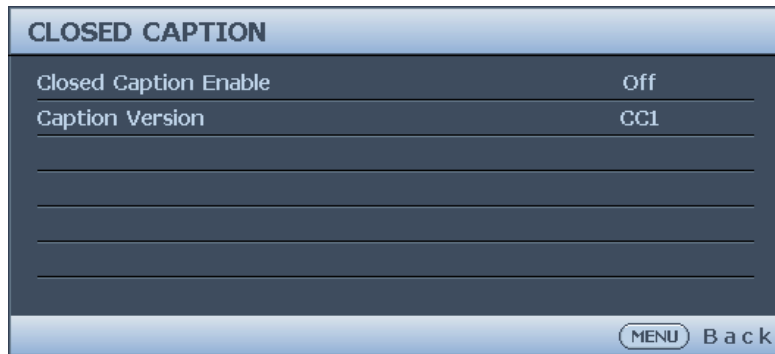 CLOSED CAPTION
Closed Caption Enable Off
Caption Version CC1
MENU Back